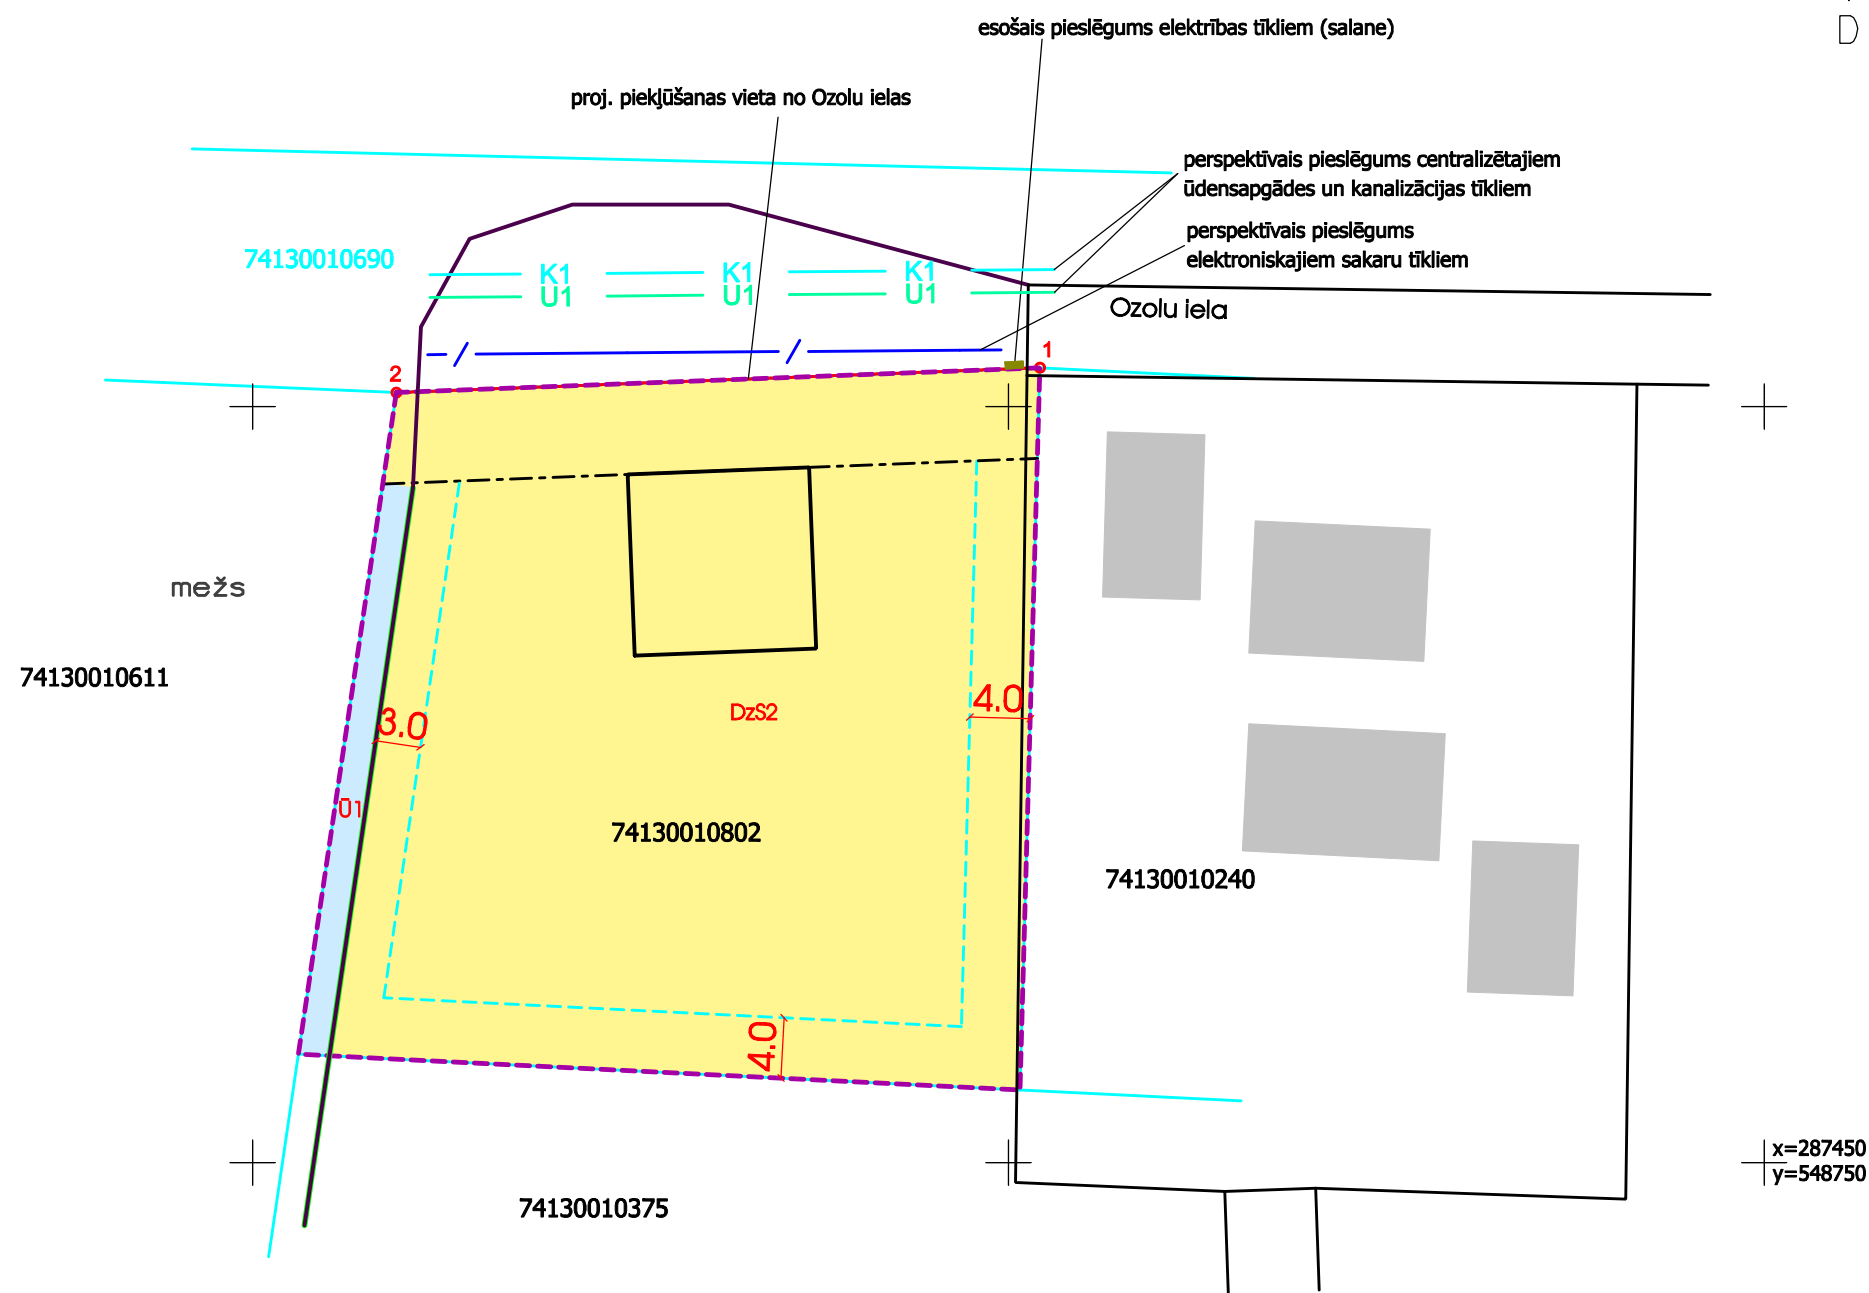 esošais pieslēgums elektrības tīkliem (salane)
D
proj. piekļūšanas vieta no Ozolu ielas
perspektīvais pieslēgums centralizētajiem
ūdensapgādes un kanalizācijas tīkliem
perspektīvais pieslēgums
elektroniskajiem sakaru tīkliem
74130010690
K1 K1 K1
U1 U1 U1
Ozolu iela
1
2
mežs
74130010611
3.0
4.0
DzS2
Ū1
74130010802
74130010240
4.0
x=287450
y=548750
74130010375